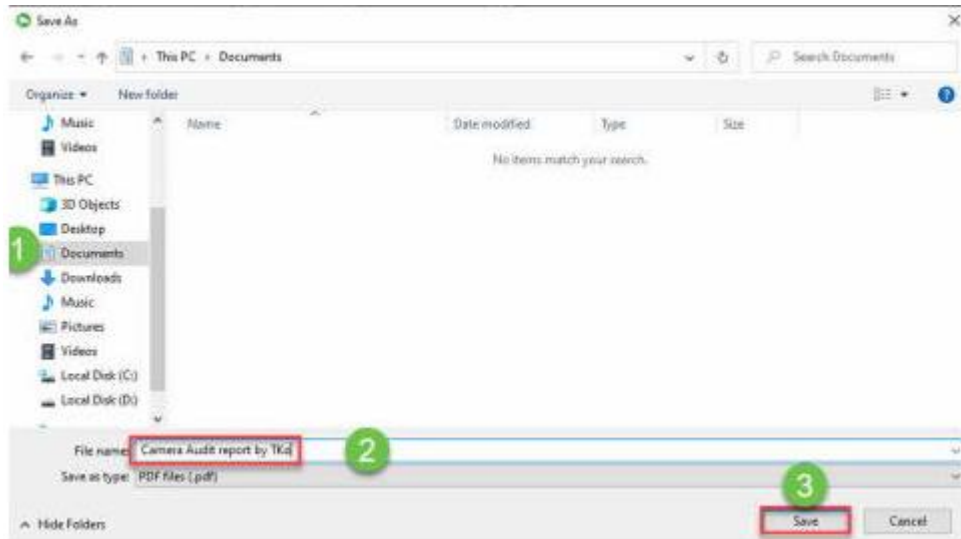 Save As
This PC › Documents
Search Documents
Organize New folder
Name Date modified Type Size
No items match your search.
Music
Videos
This PC
3D Objects
Desktop
1 Documents
Downloads
Music
Pictures
Videos
Local Disk (C:)
Local Disk (D:)
File name: Camera Audit report by 2
Save as type: PDF files (.pdf)
3
Hide Folders Save Cancel